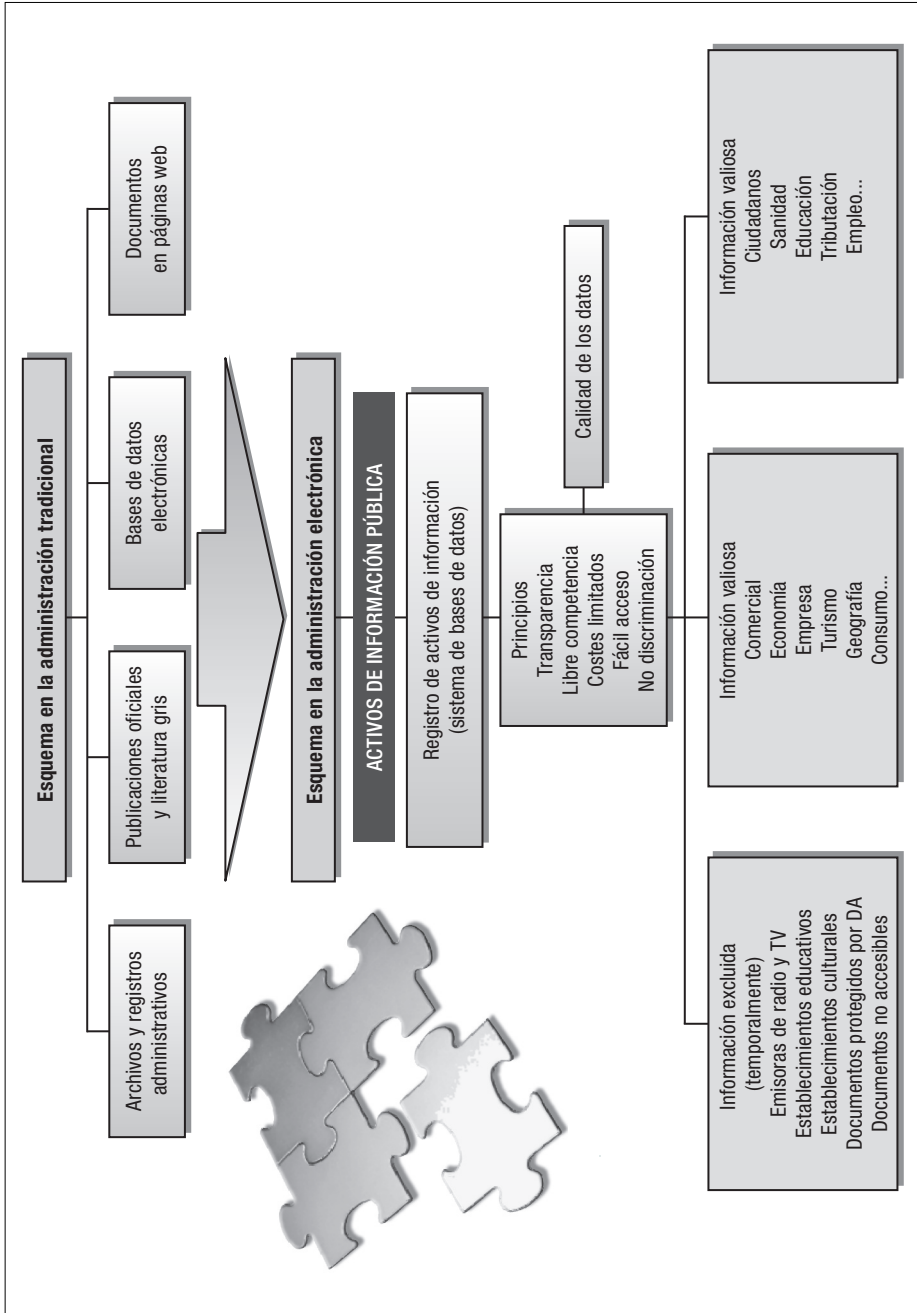 Esquema en la administración tradicional
Archivos y registros
administrativos
Publicaciones oficiales
y literatura gris
Bases de datos
electrónicas
Documentos
en páginas web
Esquema en la administración electrónica
ACTIVOS DE INFORMACIÓN PÚBLICA
Registro de activos de información
(sistema de bases de datos)
Principios
Transparencia
Libre competencia
Costes limitados
Fácil acceso
No discriminación
Calidad de los datos
Información excluida
(temporalmente)
Emisoras de radio y TV
Establecimientos educativos
Establecimientos culturales
Documentos protegidos por DA
Documentos no accesibles
Información valiosa
Comercial
Economía
Empresa
Turismo
Geografía
Consumo...
Información valiosa
Ciudadanos
Sanidad
Educación
Tributación
Empleo...